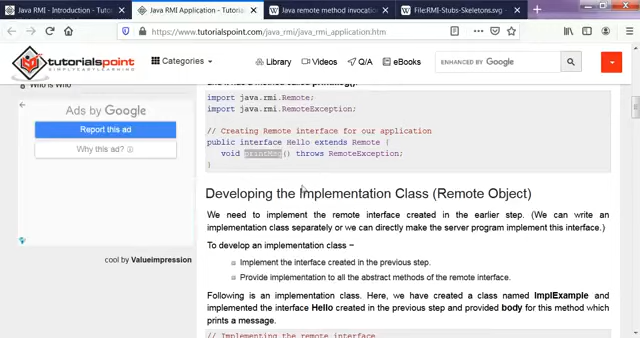 Java RMI - Introduction - Tutori
Java RMI Application - Tutori
Java remote method invocatio
File:RMI-Stubs-Skeletons.svg
https://www.tutorialspoint.com/java_rmi/java_rmi_application.htm
tutorialspoint
SIMPLYEASYLEARNING
Categories
Library
Videos
Q/A
eBooks
ENHANCED BY Google
Who is Who
Ads by Google
Report this ad
Why this ad?
cool by Valueimpression
import java.rmi.Remote;
import java.rmi.RemoteException;
// Creating Remote interface for our application
public interface Hello extends Remote {
void printMsg() throws RemoteException;
}
Developing the Implementation Class (Remote Object)
We need to implement the remote interface created in the earlier step. (We can write an
implementation class separately or we can directly make the server program implement this interface.)
To develop an implementation class −
Implement the interface created in the previous step.
Provide implementation to all the abstract methods of the remote interface.
Following is an implementation class. Here, we have created a class named ImplExample and
implemented the interface Hello created in the previous step and provided body for this method which
prints a message.
// Implementing the remote interface